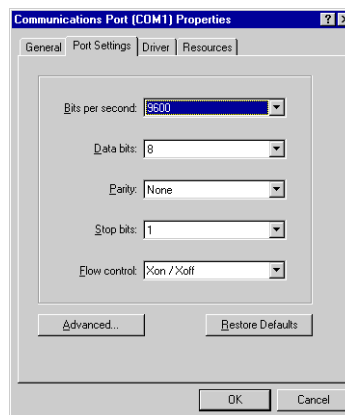 Communications Port (COM1) Properties
General Port Settings Driver Resources
Bits per second: 9600
Data bits: 8
Parity: None
Stop bits: 1
Flow control: Xon / Xoff
Advanced... Restore Defaults
OK Cancel